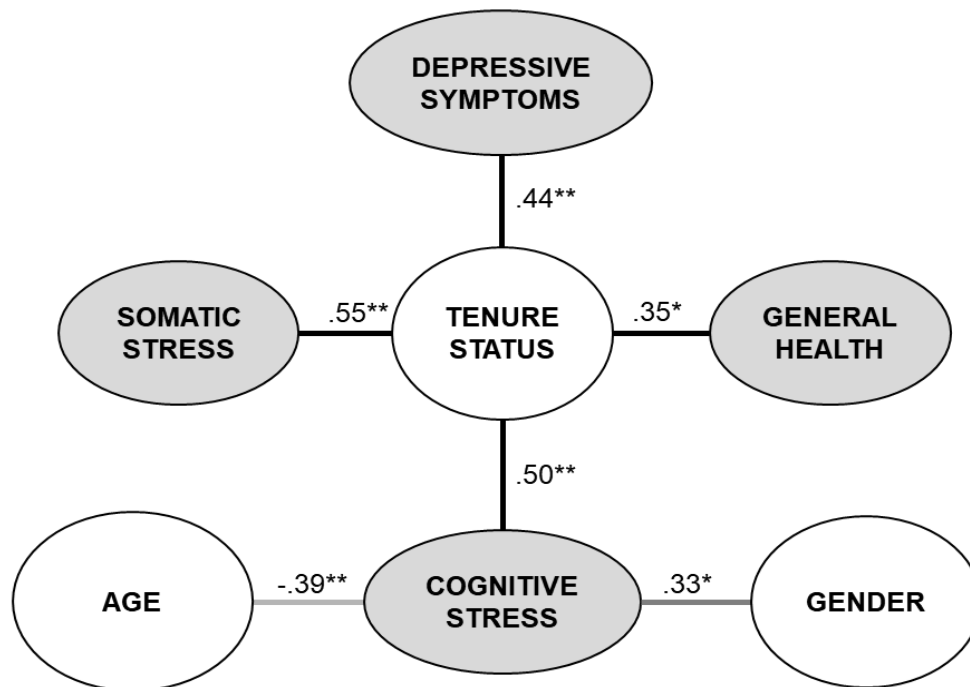 DEPRESSIVE
SYMPTOMS
.44**
SOMATIC
STRESS
.55**
TENURE
STATUS
.35*
GENERAL
HEALTH
.50**
AGE
-.39**
COGNITIVE
STRESS
.33*
GENDER